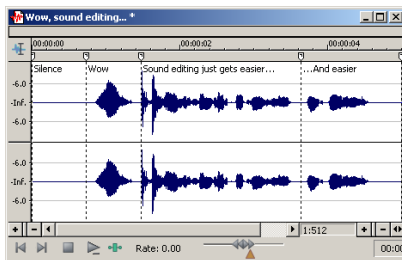 Wow, sound editing... *
00:00:00 00:00:02 00:00:04
Silence Wow Sound editing just gets easier... ...And easier
-6.0
-Inf.
-6.0
-6.0
-Inf.
-6.0
1:512
Rate: 0.00